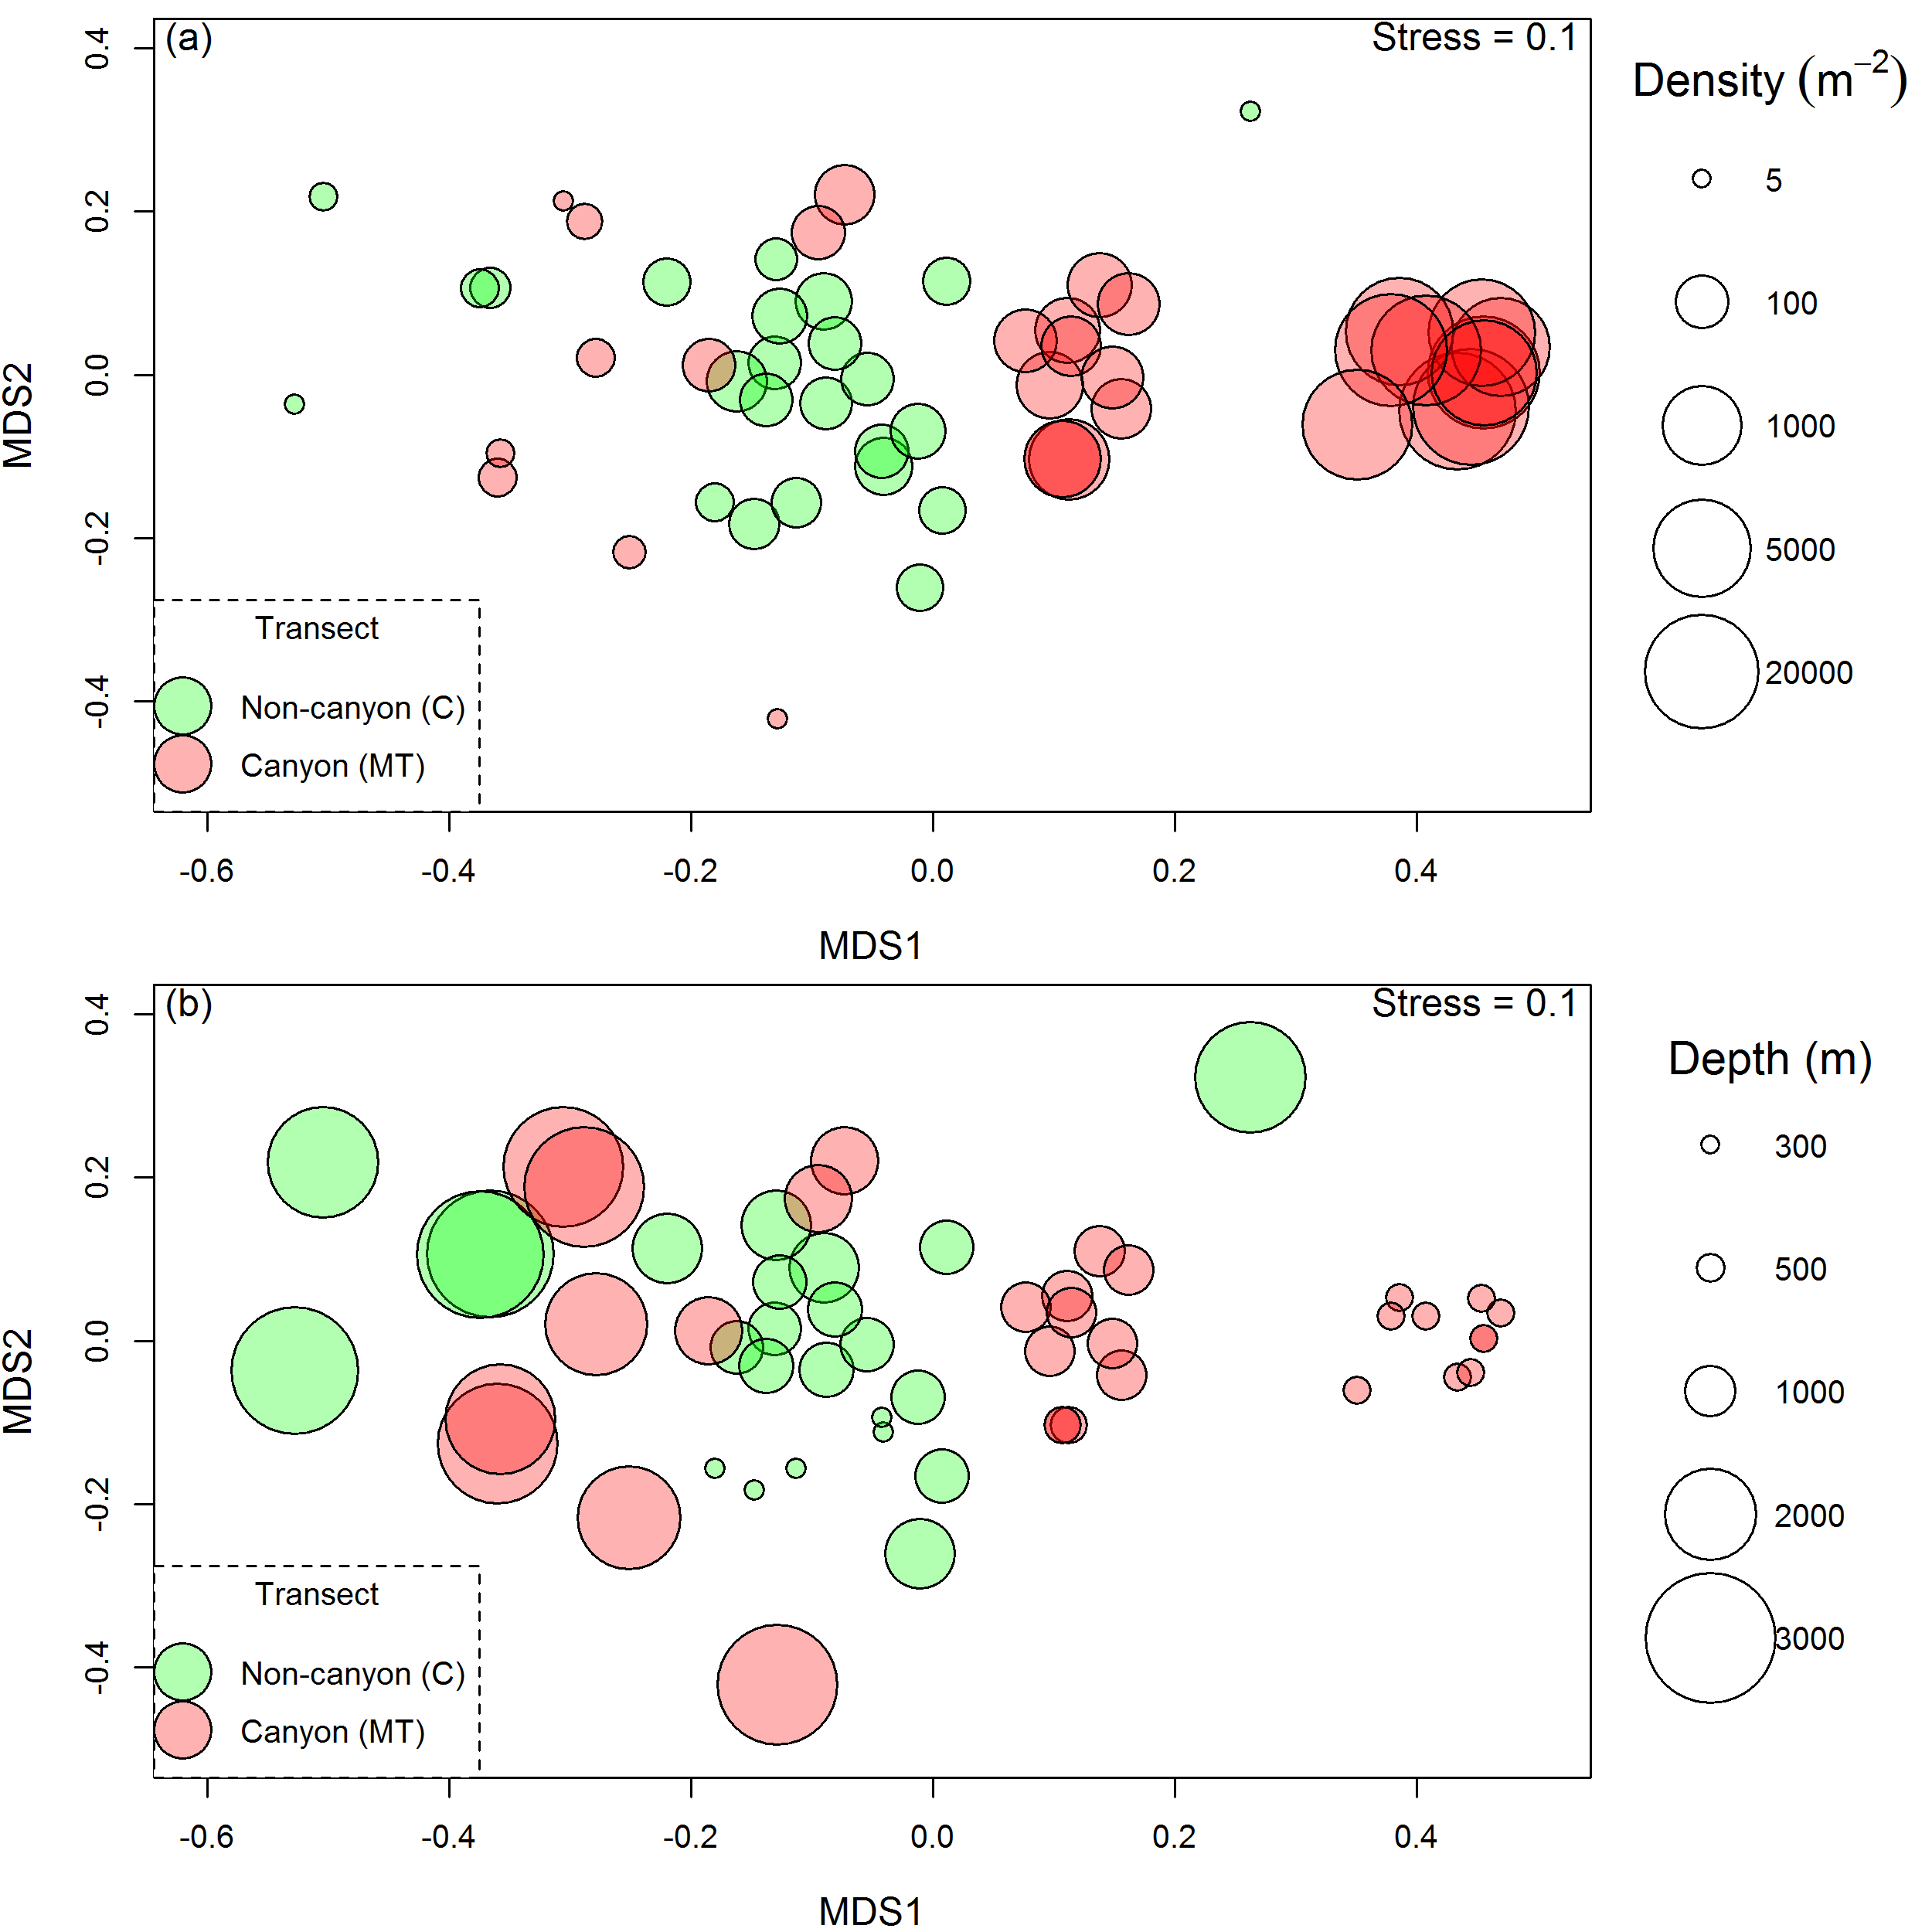 (a)
Stress = 0.1
Density (m⁻²)
5
100
1000
5000
20000
0.4
0.2
0.0
-0.2
-0.4
MDS2
Transect
Non-canyon (C)
Canyon (MT)
-0.6 -0.4 -0.2 0.0 0.2 0.4
MDS1
(b)
Stress = 0.1
Depth (m)
300
500
1000
2000
3000
0.4
0.2
0.0
-0.2
-0.4
MDS2
Transect
Non-canyon (C)
Canyon (MT)
-0.6 -0.4 -0.2 0.0 0.2 0.4
MDS1